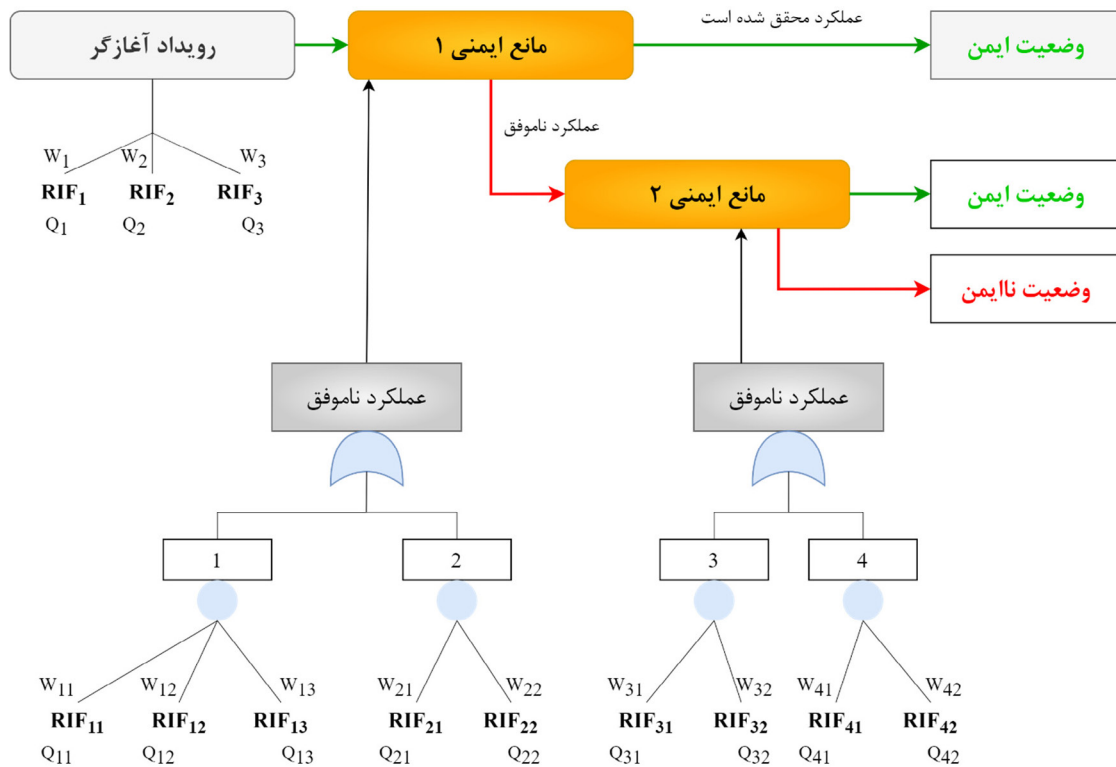 رویداد آغازگر
مانع ایمنی ۱
عملکرد محقق شده است
وضعیت ایمن
عملکرد ناموفق
W1 W2 W3
RIF1 RIF2 RIF3
Q1 Q2 Q3
مانع ایمنی ۲
وضعیت ایمن
وضعیت ناایمن
عملکرد ناموفق
عملکرد ناموفق
1 2 3 4
W11 W12 W13 W21 W22 W31 W32 W41 W42
RIF11 RIF12 RIF13 RIF21 RIF22 RIF31 RIF32 RIF41 RIF42
Q11 Q12 Q13 Q21 Q22 Q31 Q32 Q41 Q42